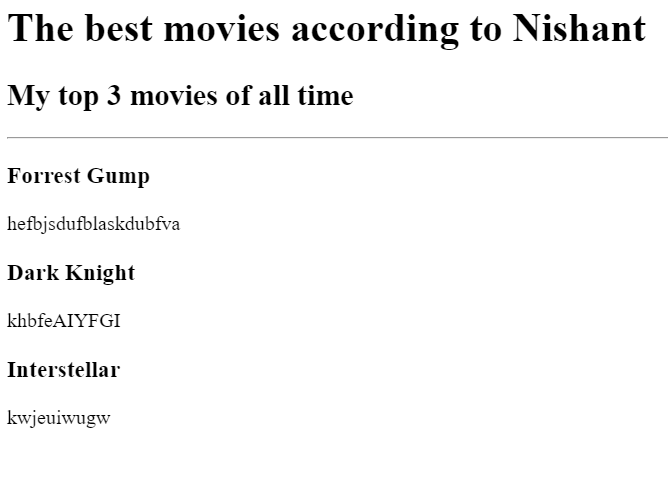 The best movies according to Nishant
My top 3 movies of all time
Forrest Gump
hefbjsdufblaskdubfva
Dark Knight
khbfeAIYFGI
Interstellar
kwjeuiwugw